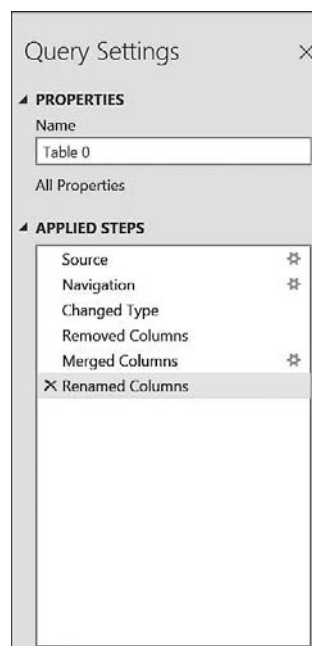 Query Settings
PROPERTIES
Name
Table 0
All Properties
APPLIED STEPS
Source
Navigation
Changed Type
Removed Columns
Merged Columns
Renamed Columns